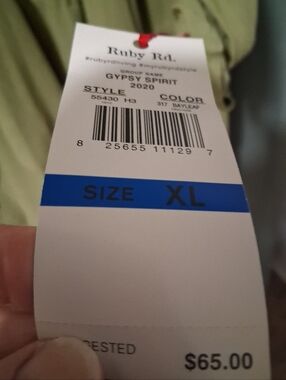 Ruby Rd.
#rubyrdliving #myrubyrdstyle
GROUP NAME
GYPSY SPIRIT
2020
STYLE COLOR
55430 H3 317 BAYLEAF
8 25655 11129 7
SIZE XL
ESTED
$65.00